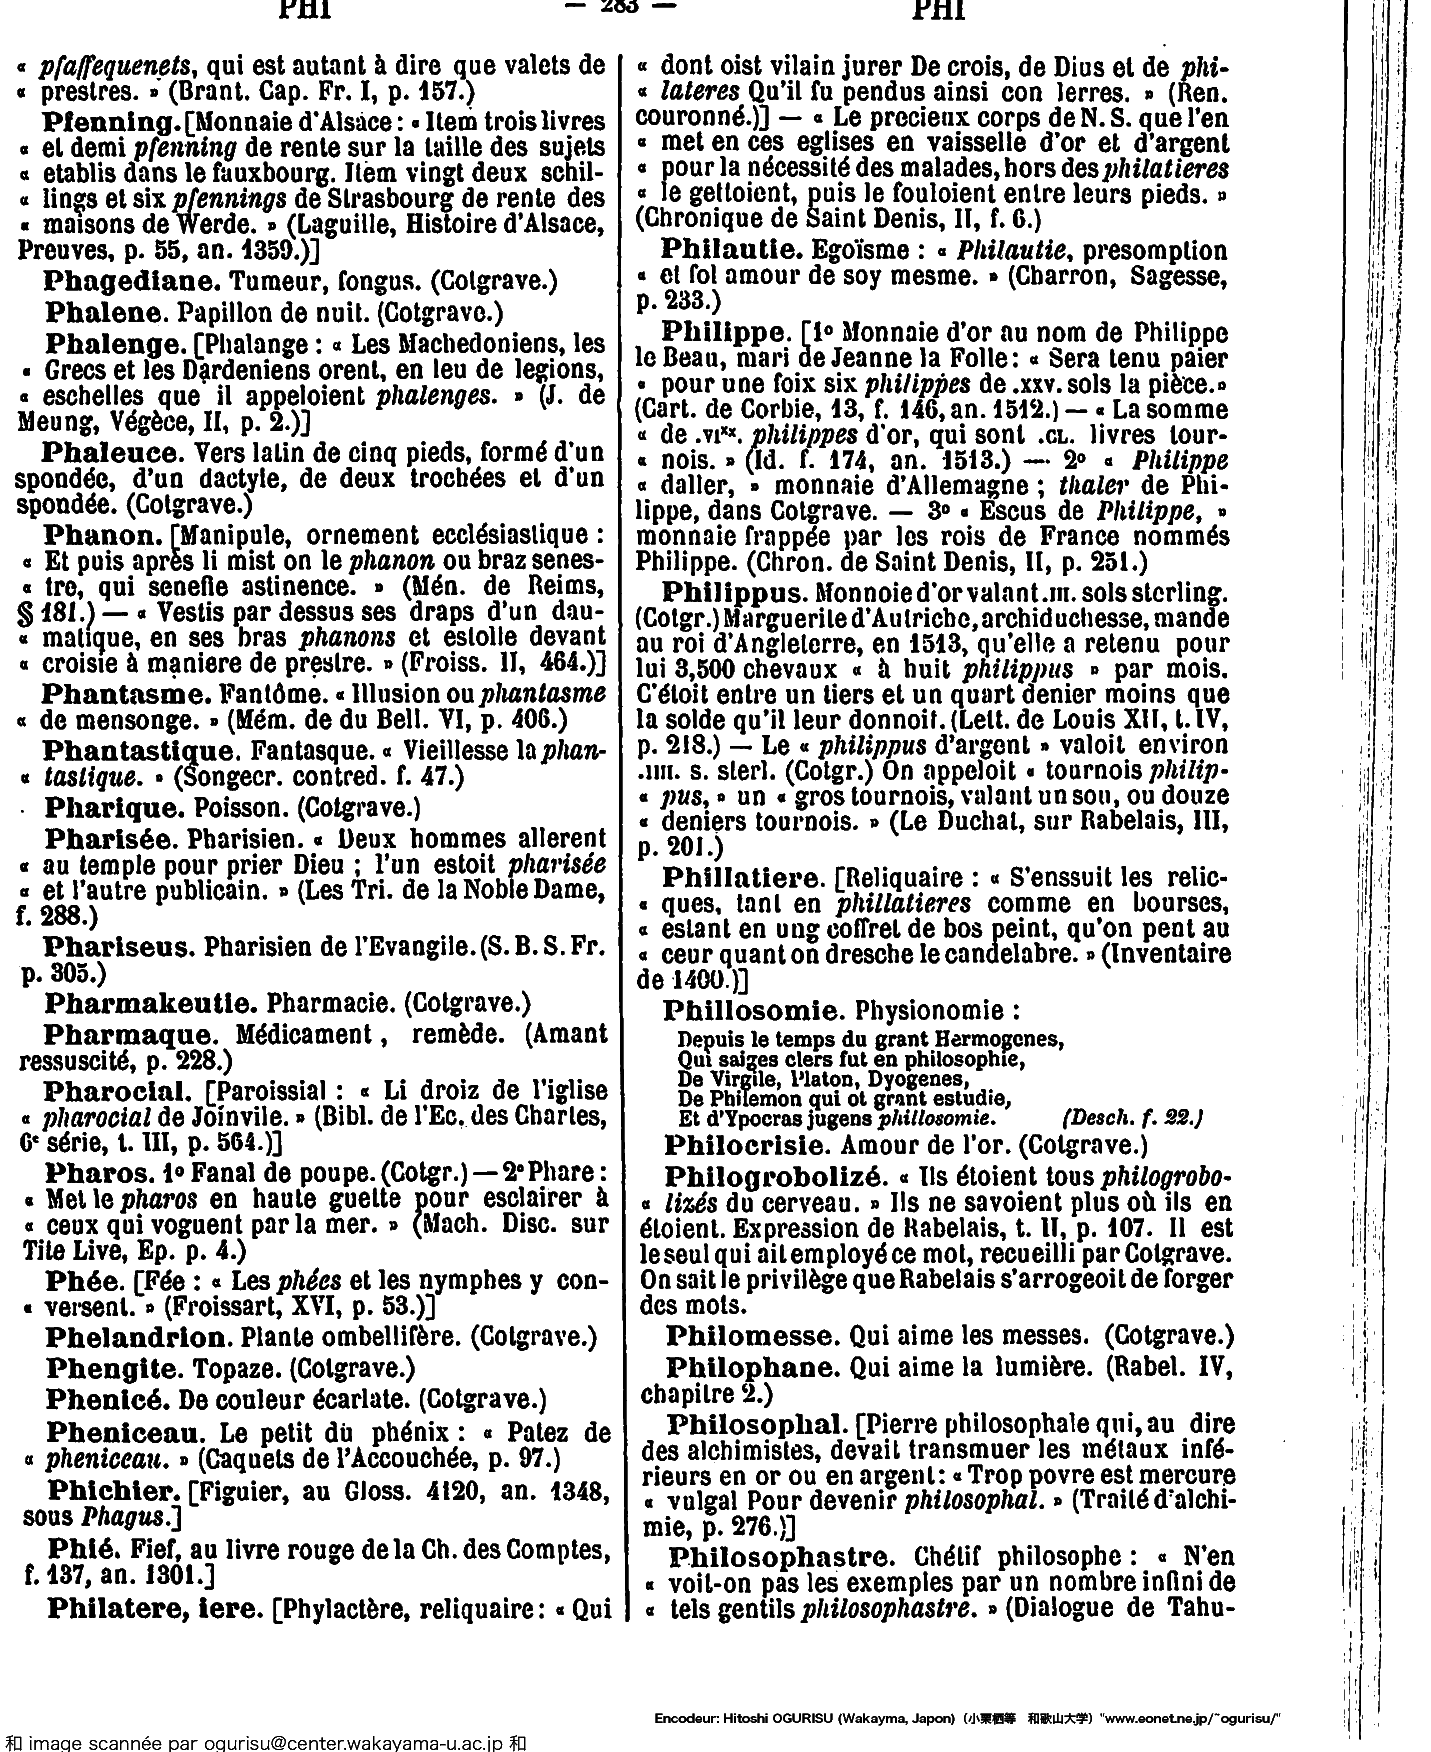 PHI — 283 — PHI
« pfaffequenets, qui est autant à dire que valets de
« prestres. » (Brant. Cap. Fr. I, p. 157.)
Pfenning. [Monnaie d'Alsace : « Item trois livres
« et demi pfenning de rente sur la taille des sujets
« etablis dans le fauxbourg. Item vingt deux schil-
« lings et six pfennings de Strasbourg de rente des
« maisons de Werde. » (Laguille, Histoire d'Alsace,
Preuves, p. 55, an. 1359.)]
Phagediane. Tumeur, fongus. (Cotgrave.)
Phalene. Papillon de nuit. (Cotgrave.)
Phalenge. [Phalange : « Les Machedoniens, les
« Grecs et les Dardeniens orent, en leu de legions,
« eschelles que il appeloient phalenges. » (J. de
Meung, Végèce, II, p. 2.)]
Phaleuce. Vers latin de cinq pieds, formé d'un
spondée, d'un dactyle, de deux trochées et d'un
spondée. (Cotgrave.)
Phanon. [Manipule, ornement ecclésiastique :
« Et puis après li mist on le phanon ou braz senes-
« tre, qui senefie astinence. » (Mén. de Reims,
§ 181.) — « Vestis par dessus ses draps d'un dau-
« matique, en ses bras phanons et estolle devant
« croisie à maniere de prestre. » (Froiss. II, 464.)]
Phantasme. Fantôme. « Illusion ou phantasme
« de mensonge. » (Mém. de du Bell. VI, p. 406.)
Phantastique. Fantasque. « Vieillesse la phan-
« tastique. » (Songecr. contred. f. 47.)
Pharique. Poisson. (Cotgrave.)
Pharisée. Pharisien. « Deux hommes allerent
« au temple pour prier Dieu ; l'un estoit pharisée
« et l'autre publicain. » (Les Tri. de la Noble Dame,
f. 288.)
Phariseus. Pharisien de l'Evangile. (S. B. S. Fr.
p. 305.)
Pharmakeutie. Pharmacie. (Cotgrave.)
Pharmaque. Médicament, remède. (Amant
ressuscité, p. 228.)
Pharocial. [Paroissial : « Li droiz de l'iglise
« pharocial de Joinvile. » (Bibl. de l'Ec. des Chartes,
6e série, t. III, p. 564.)]
Pharos. 1º Fanal de poupe. (Cotgr.) — 2º Phare :
« Met le pharos en haute guette pour esclairer à
« ceux qui voguent par la mer. » (Mach. Disc. sur
Tite Live, Ep. p. 4.)
Phée. [Fée : « Les phées et les nymphes y con-
« versent. » (Froissart, XVI, p. 53.)]
Phelandrion. Plante ombellifère. (Cotgrave.)
Phengite. Topaze. (Cotgrave.)
Phenicé. De couleur écarlate. (Cotgrave.)
Pheniceau. Le petit du phénix : « Patez de
« pheniceau. » (Caquets de l'Accouchée, p. 97.)
Phichier. [Figuier, au Gloss. 4120, an. 1348,
sous Phagus.]
Phié. Fief, au livre rouge de la Ch. des Comptes,
f. 137, an. 1301.]
Philatere, iere. [Phylactère, reliquaire : « Qui
« dont oist vilain jurer De crois, de Dius et de phi-
« lateres Qu'il fu pendus ainsi con lerres. » (Ren.
couronné.)] — « Le precieux corps de N. S. que l'en
« met en ces eglises en vaisselle d'or et d'argent
« pour la nécessité des malades, hors des philatieres
« le gettoient, puis le fouloient entre leurs pieds. »
(Chronique de Saint Denis, II, f. 6.)
Philautie. Egoïsme : « Philautie, presomption
« et fol amour de soy mesme. » (Charron, Sagesse,
p. 233.)
Philippe. [1º Monnaie d'or au nom de Philippe
le Beau, mari de Jeanne la Folle : « Sera tenu paier
« pour une foix six philippes de .xxv. sols la pièce. »
(Cart. de Corbie, 13, f. 146, an. 1512.) — « La somme
« de .VIxx. philippes d'or, qui sont .CL. livres tour-
« nois. » (Id. f. 174, an. 1513.) — 2º « Philippe
« daller, » monnaie d'Allemagne ; thaler de Phi-
lippe, dans Cotgrave. — 3º « Escus de Philippe, »
monnaie frappée par les rois de France nommés
Philippe. (Chron. de Saint Denis, II, p. 251.)
Philippus. Monnoie d'or valant .III. sols sterling.
(Cotgr.) Marguerite d'Autriche, archiduchesse, mande
au roi d'Angleterre, en 1513, qu'elle a retenu pour
lui 3,500 chevaux « à huit philippus » par mois.
C'étoit entre un tiers et un quart denier moins que
la solde qu'il leur donnoit. (Lett. de Louis XII, t. IV,
p. 218.) — Le « philippus d'argent » valoit environ
.IIII. s. sterl. (Cotgr.) On appeloit « tournois philip-
« pus, » un « gros tournois, valant un sou, ou douze
« deniers tournois. » (Le Duchat, sur Rabelais, III,
p. 201.)
Phillatiere. [Reliquaire : « S'enssuit les relic-
« ques, tant en phillatieres comme en bourses,
« estant en ung coffret de bos peint, qu'on pent au
« ceur quant on dresche le candelabre. » (Inventaire
de 1400.)]
Phillosomie. Physionomie :
Depuis le temps du grant Hermogenes,
Qui saiges clers fut en philosophie,
De Virgile, Platon, Dyogenes,
De Philemon qui ot grant estudie,
Et d'Ypocras jugens phillosomie. (Desch. f. 22.)
Philocrisie. Amour de l'or. (Cotgrave.)
Philogrobolizé. « Ils étoient tous philogrobo-
« lizés du cerveau. » Ils ne savoient plus où ils en
étoient. Expression de Rabelais, t. II, p. 107. Il est
le seul qui ait employé ce mot, recueilli par Cotgrave.
On sait le privilège que Rabelais s'arrogeoit de forger
des mots.
Philomesse. Qui aime les messes. (Cotgrave.)
Philophane. Qui aime la lumière. (Rabel. IV,
chapitre 2.)
Philosophal. [Pierre philosophale qui, au dire
des alchimistes, devait transmuer les métaux infé-
rieurs en or ou en argent : « Trop povre est mercure
« vulgal Pour devenir philosophal. » (Traité d'alchi-
mie, p. 276.)]
Philosophastre. Chétif philosophe : « N'en
« voit-on pas les exemples par un nombre infini de
« tels gentils philosophastre. » (Dialogue de Tahu-
Encodeur: Hitoshi OGURISU (Wakayma, Japon) (小栗栖等 和歌山大学) "www.eonet.ne.jp/~ogurisu/"
和 image scannée par ogurisu@center.wakayama-u.ac.jp 和